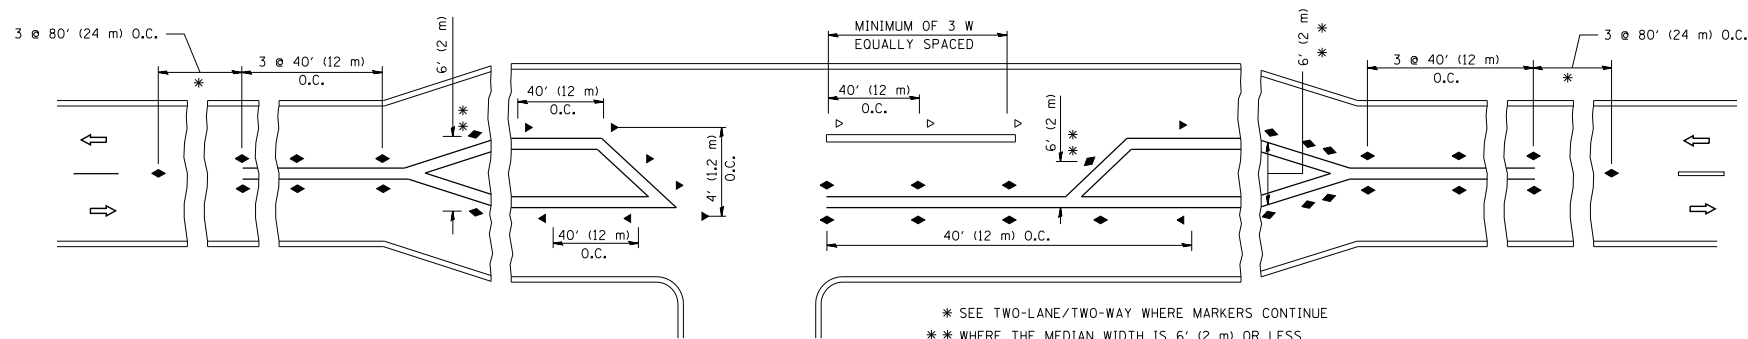 3 @ 80' (24 m) O.C.
3 @ 40' (12 m)
O.C.
*
6' (2 m)
* *
40' (12 m)
O.C.
4' (1.2 m)
O.C.
40' (12 m)
O.C.
MINIMUM OF 3 W
EQUALLY SPACED
40' (12 m)
O.C.
6' (2 m)
* *
40' (12 m) O.C.
6' (2 m) * *
3 @ 40' (12 m)
O.C.
3 @ 80' (24 m) O.C.
*
* SEE TWO-LANE/TWO-WAY WHERE MARKERS CONTINUE
* * WHERE THE MEDIAN WIDTH IS 6' (2 m) OR LESS